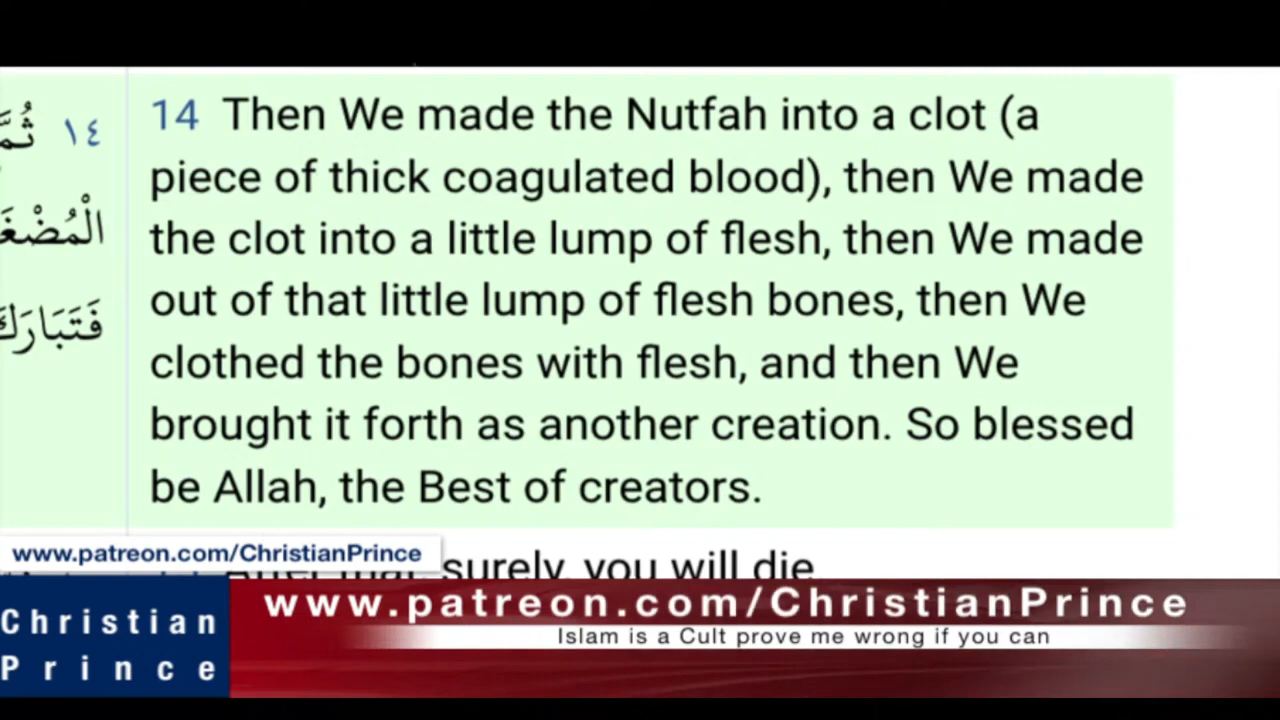 14 Then We made the Nutfah into a clot (a
piece of thick coagulated blood), then We made
the clot into a little lump of flesh, then We made
out of that little lump of flesh bones, then We
clothed the bones with flesh, and then We
brought it forth as another creation. So blessed
be Allah, the Best of creators.
١٤ ثُمَّ
فَتَبَارَكَ
www.patreon.com/ChristianPrince
After that, surely, you will die
Christian
Prince
www.patreon.com/ChristianPrince
Islam is a Cult prove me wrong if you can